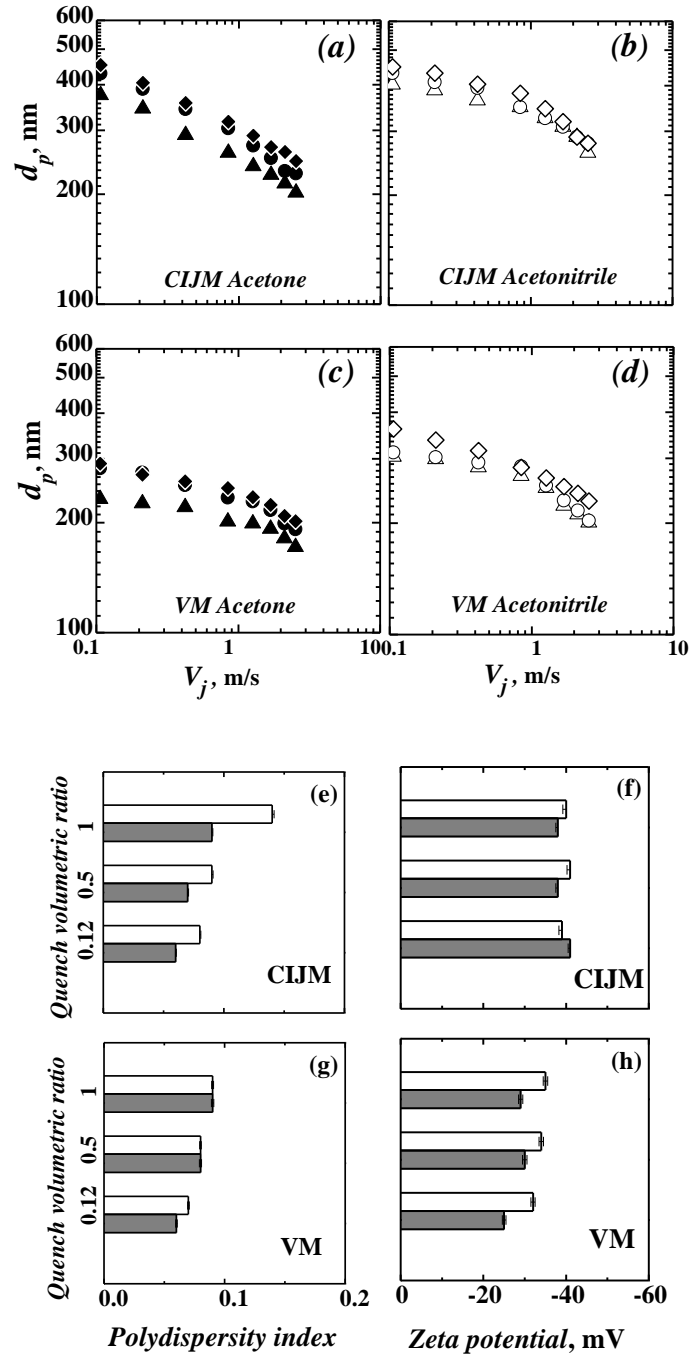 600
500
400
300
200
100
d_p, nm
(a)
CIJM Acetone
(b)
CIJM Acetonitrile
600
500
400
300
200
100
d_p, nm
(c)
VM Acetone
(d)
VM Acetonitrile
0.1
1
100
0.1
1
10
V_j, m/s
V_j, m/s
Quench volumetric ratio
1
0.5
0.12
(e)
CIJM
(f)
CIJM
Quench volumetric ratio
1
0.5
0.12
(g)
VM
(h)
VM
0.0
0.1
0.2
0
-20
-40
-60
Polydispersity index
Zeta potential, mV